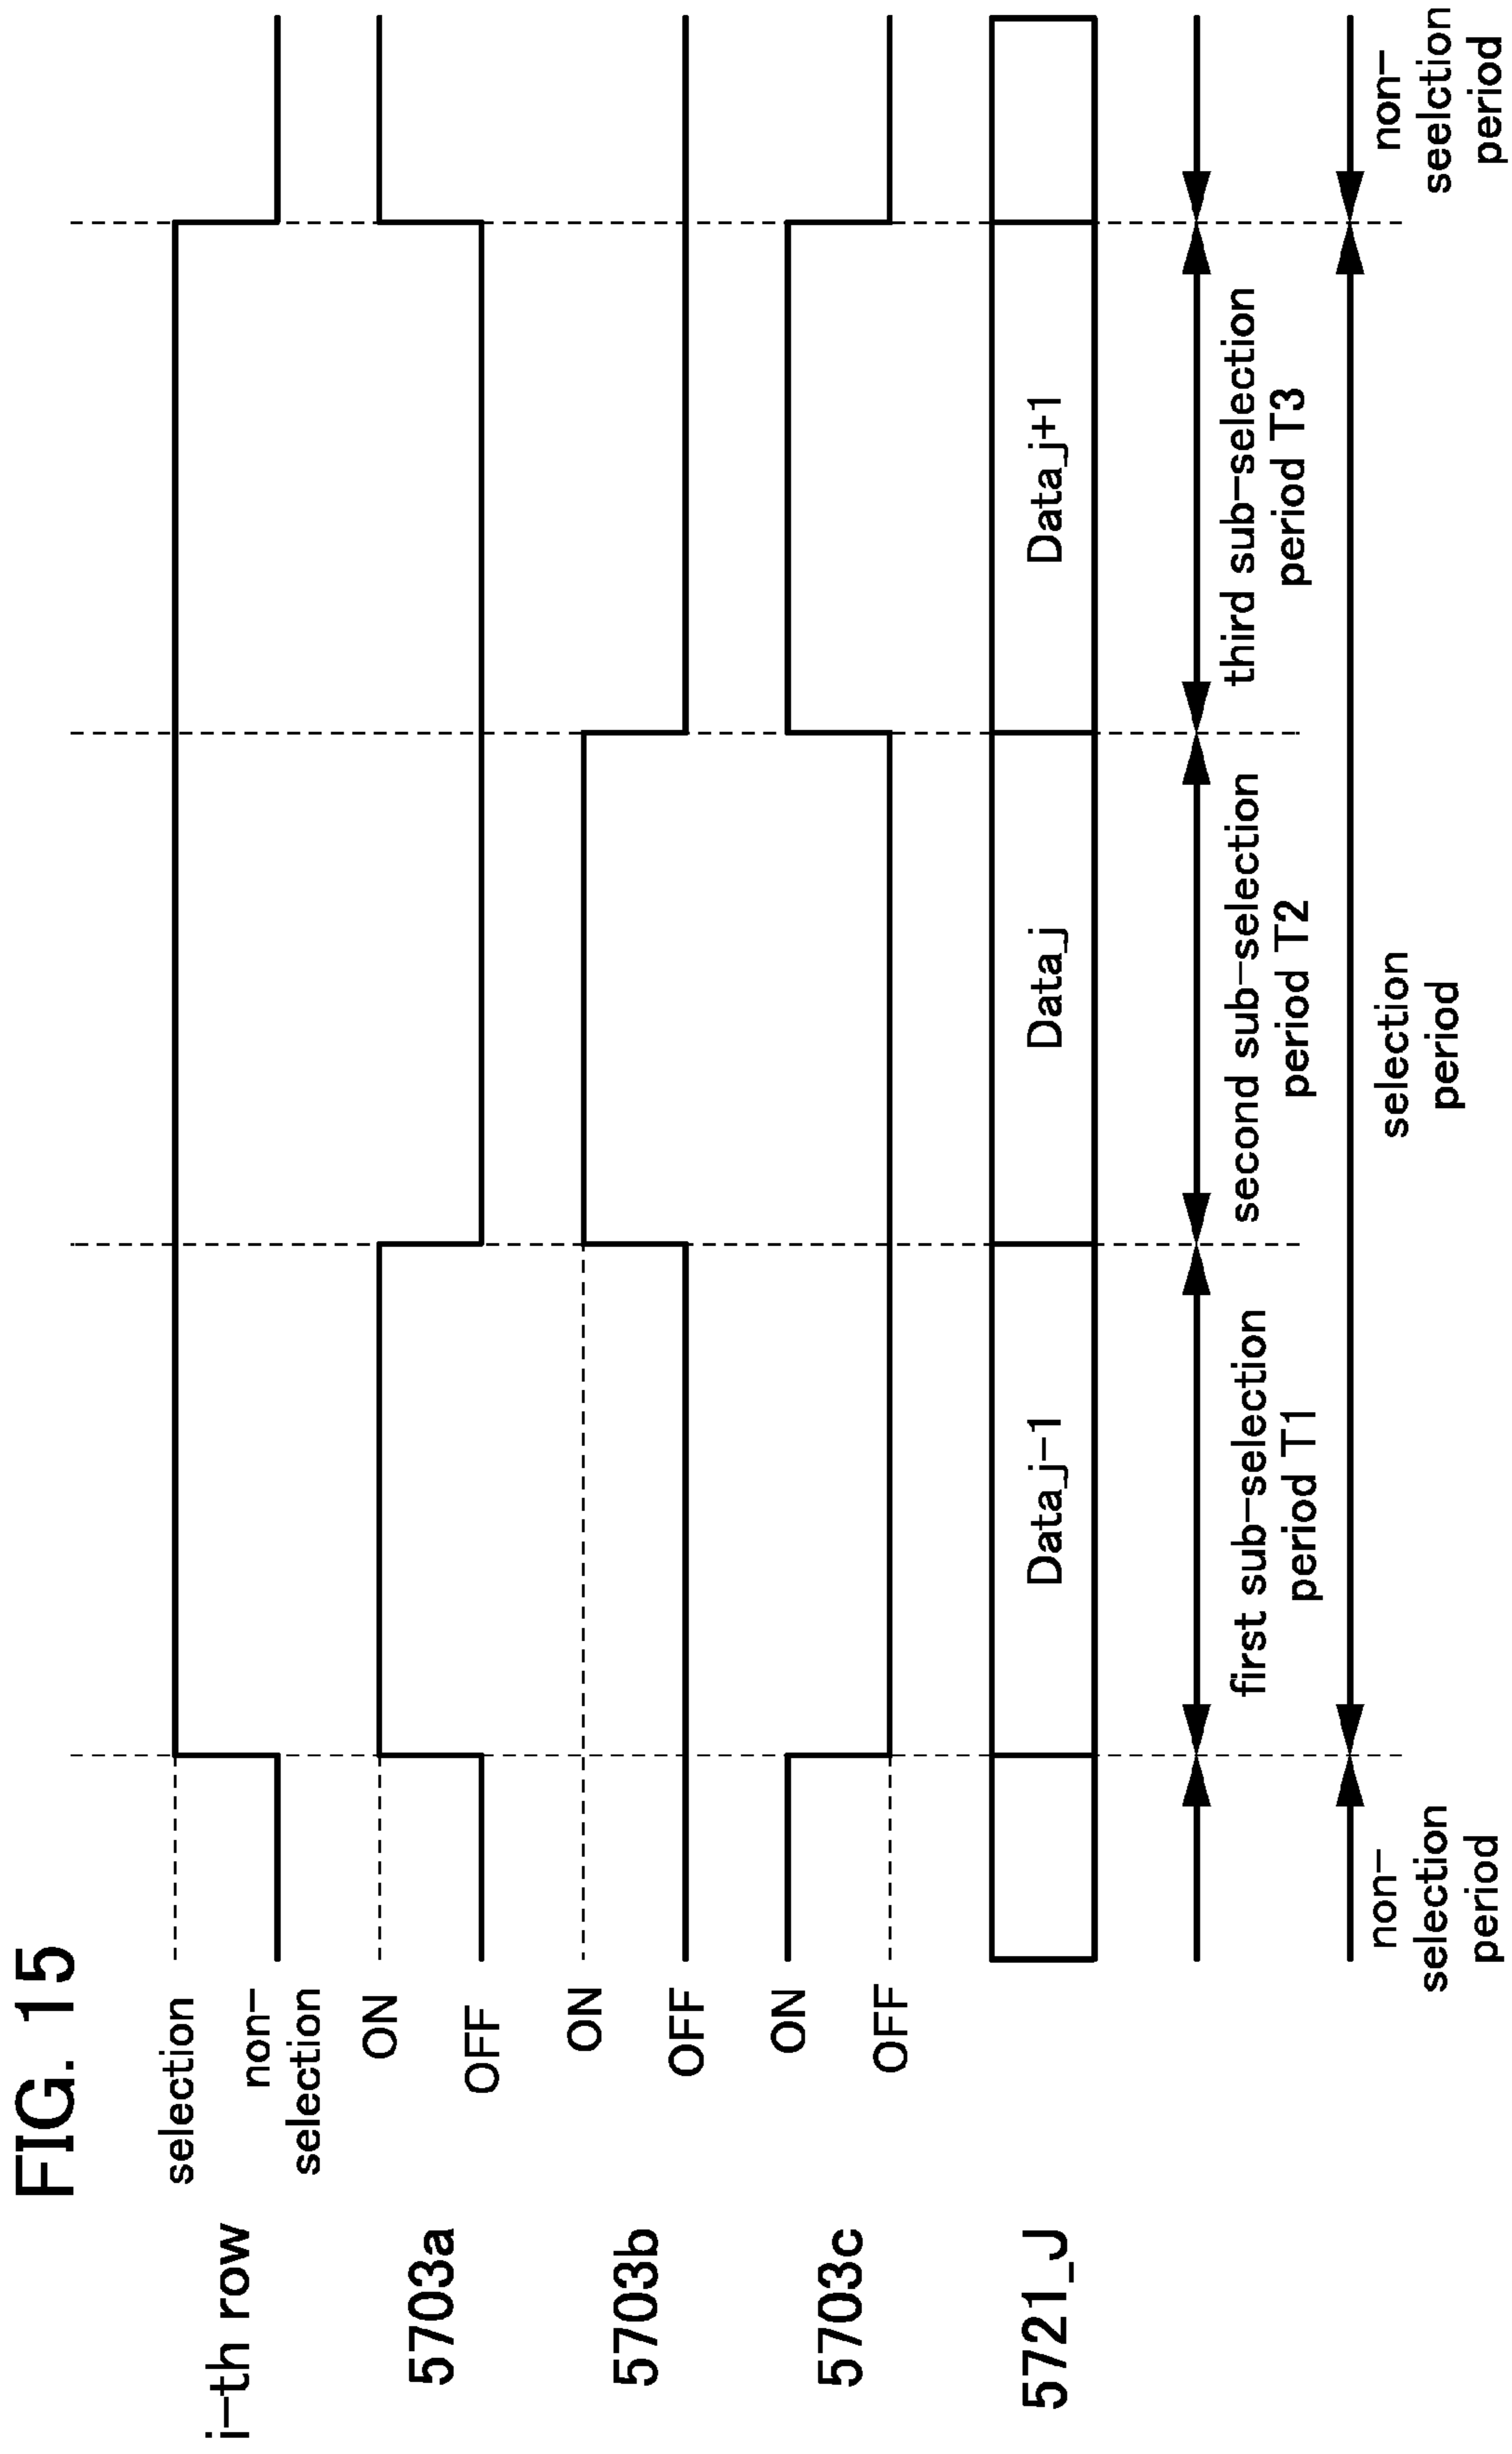 FIG. 15
i-th row
selection
non-
selection
5703a
ON
OFF
5703b
ON
OFF
5703c
ON
OFF
5721_J
Data_j-1
Data_j
Data_j+1
first sub-selection
period T1
second sub-selection
period T2
third sub-selection
period T3
non-
selection
period
selection
period
non-
seelction
period